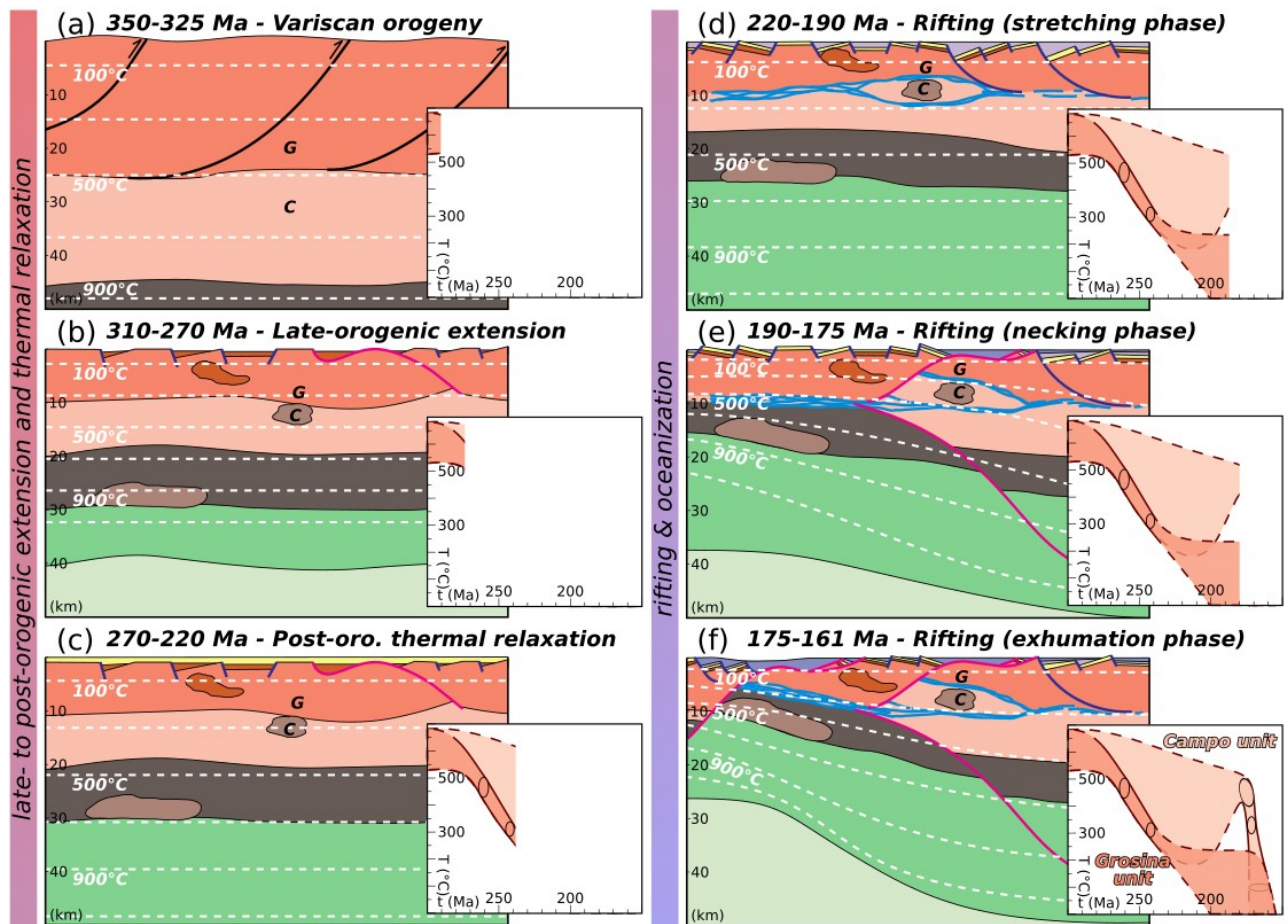 late- to post-orogenic extension and thermal relaxation
(a) 350-325 Ma - Variscan orogeny
100°C
10
20
G
500°C
30
C
40
900°C
(km)
500
300
T (°C)
t (Ma)
250
200
(b) 310-270 Ma - Late-orogenic extension
100°C
G
10
C
500°C
20
900°C
30
40
(km)
500
300
T (°C)
t (Ma)
250
200
(c) 270-220 Ma - Post-oro. thermal relaxation
100°C
G
10
C
20
500°C
30
40
900°C
(km)
500
300
T (°C)
t (Ma)
250
200
rifting & oceanization
(d) 220-190 Ma - Rifting (stretching phase)
100°C
G
10
C
20
500°C
30
40
900°C
(km)
500
300
T (°C)
t (Ma)
250
200
(e) 190-175 Ma - Rifting (necking phase)
100°C
G
10
500°C
C
20
900°C
30
40
(km)
500
300
T (°C)
t (Ma)
250
200
(f) 175-161 Ma - Rifting (exhumation phase)
100°C
G
10
500°C
C
20
900°C
30
40
(km)
Campo unit
500
300
Grosina
unit
T (°C)
t (Ma)
250
200